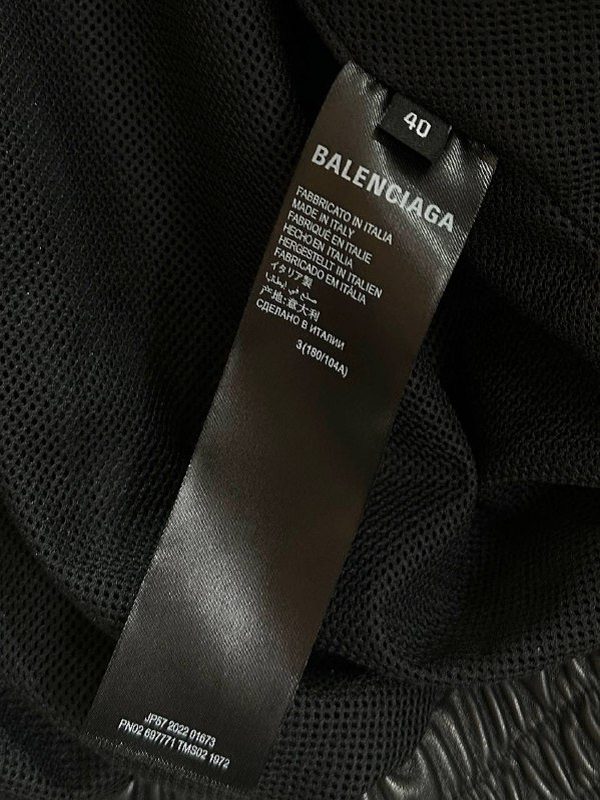 40
BALENCIAGA
FABBRICATO IN ITALIA
MADE IN ITALY
FABRIQUÉ EN ITALIE
HECHO EN ITALIA
HERGESTELLT IN ITALIEN
FABRICADO EM ITÀLIA
イタリア製
产地:意大利
СДЕЛАНО В ИТАЛИИ
3(180/104A)
JP57 2022 01673
PN02 697771 TMS02 1972